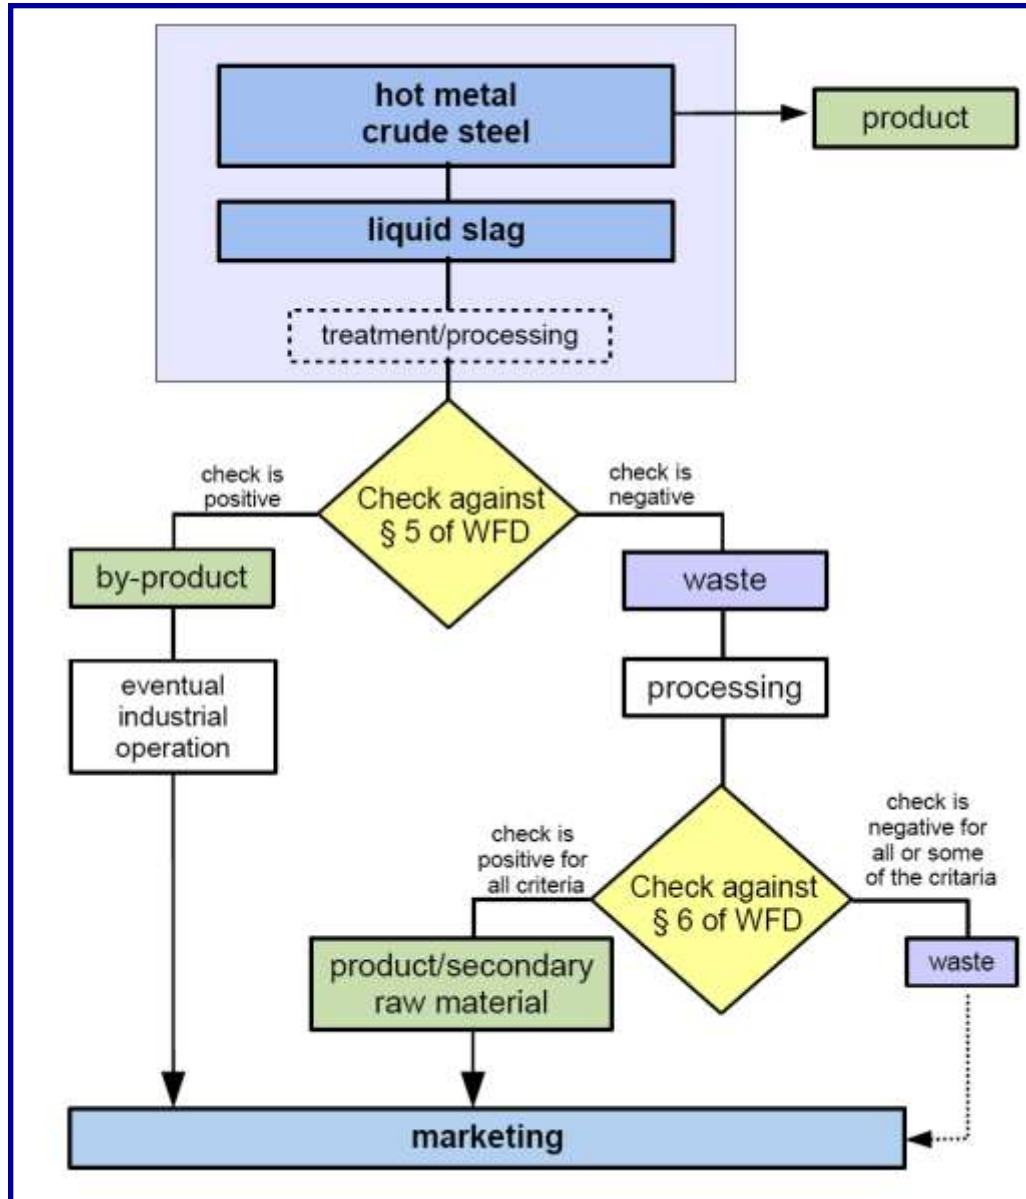 hot metal
crude steel
product
liquid slag
treatment/processing
check is
positive
Check against
§ 5 of WFD
check is
negative
by-product
waste
eventual
industrial
operation
processing
check is
positive for
all criteria
Check against
§ 6 of WFD
check is
negative for
all or some
of the critaria
product/secondary
raw material
waste
marketing